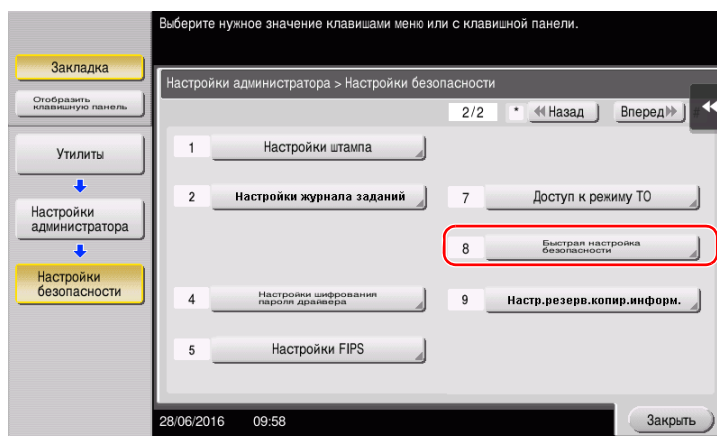 Выберите нужное значение клавишами меню или с клавишной панели.
Закладка
Отобразить
клавишную панель
Утилиты
Настройки
администратора
Настройки
безопасности
Настройки администратора > Настройки безопасности
2/2 * Назад Вперед
1 Настройки штампа
2 Настройки журнала заданий
4 Настройки шифрования
пароля драйвера
5 Настройки FIPS
7 Доступ к режиму ТО
8 Быстрая настройка
безопасности
9 Настр.резерв.копир.информ.
28/06/2016 09:58
Закрыть